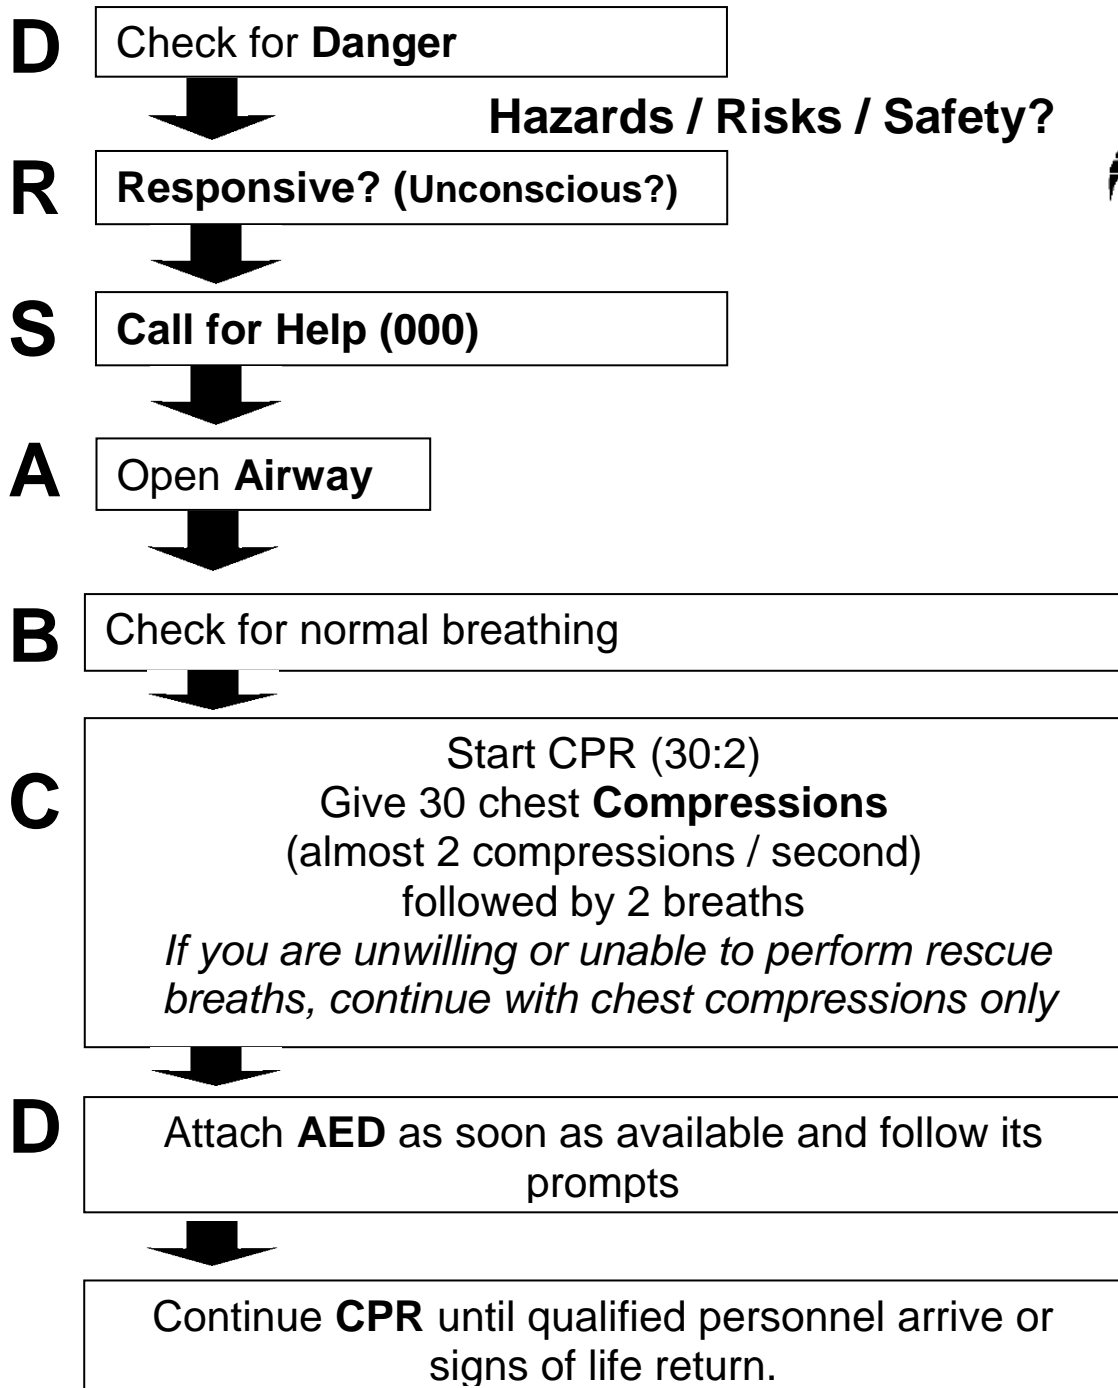 D
Check for Danger
Hazards / Risks / Safety?
R
Responsive? (Unconscious?)
S
Call for Help (000)
A
Open Airway
B
Check for normal breathing
C
Start CPR (30:2)
Give 30 chest Compressions
(almost 2 compressions / second)
followed by 2 breaths
If you are unwilling or unable to perform rescue
breaths, continue with chest compressions only
D
Attach AED as soon as available and follow its
prompts
Continue CPR until qualified personnel arrive or
signs of life return.